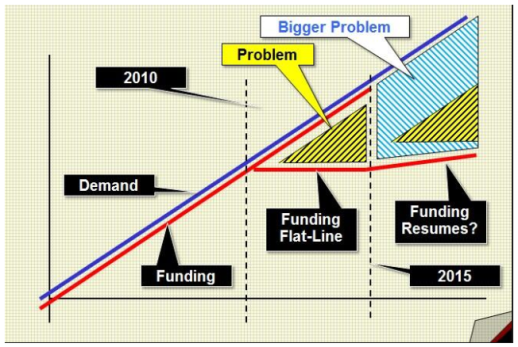 Bigger Problem
Problem
2010
Demand
Funding
Flat-Line
Funding
Resumes?
Funding
2015